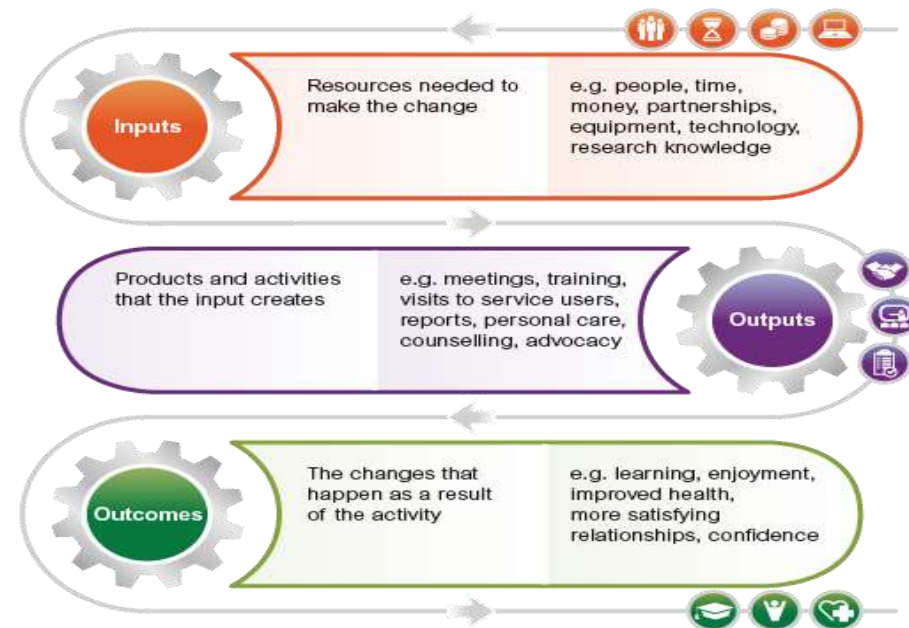 Inputs
Resources needed to
make the change
e.g. people, time,
money, partnerships,
equipment, technology,
research knowledge
Products and activities
that the input creates
e.g. meetings, training,
visits to service users,
reports, personal care,
counselling, advocacy
Outputs
Outcomes
The changes that
happen as a result
of the activity
e.g. learning, enjoyment,
improved health,
more satisfying
relationships, confidence